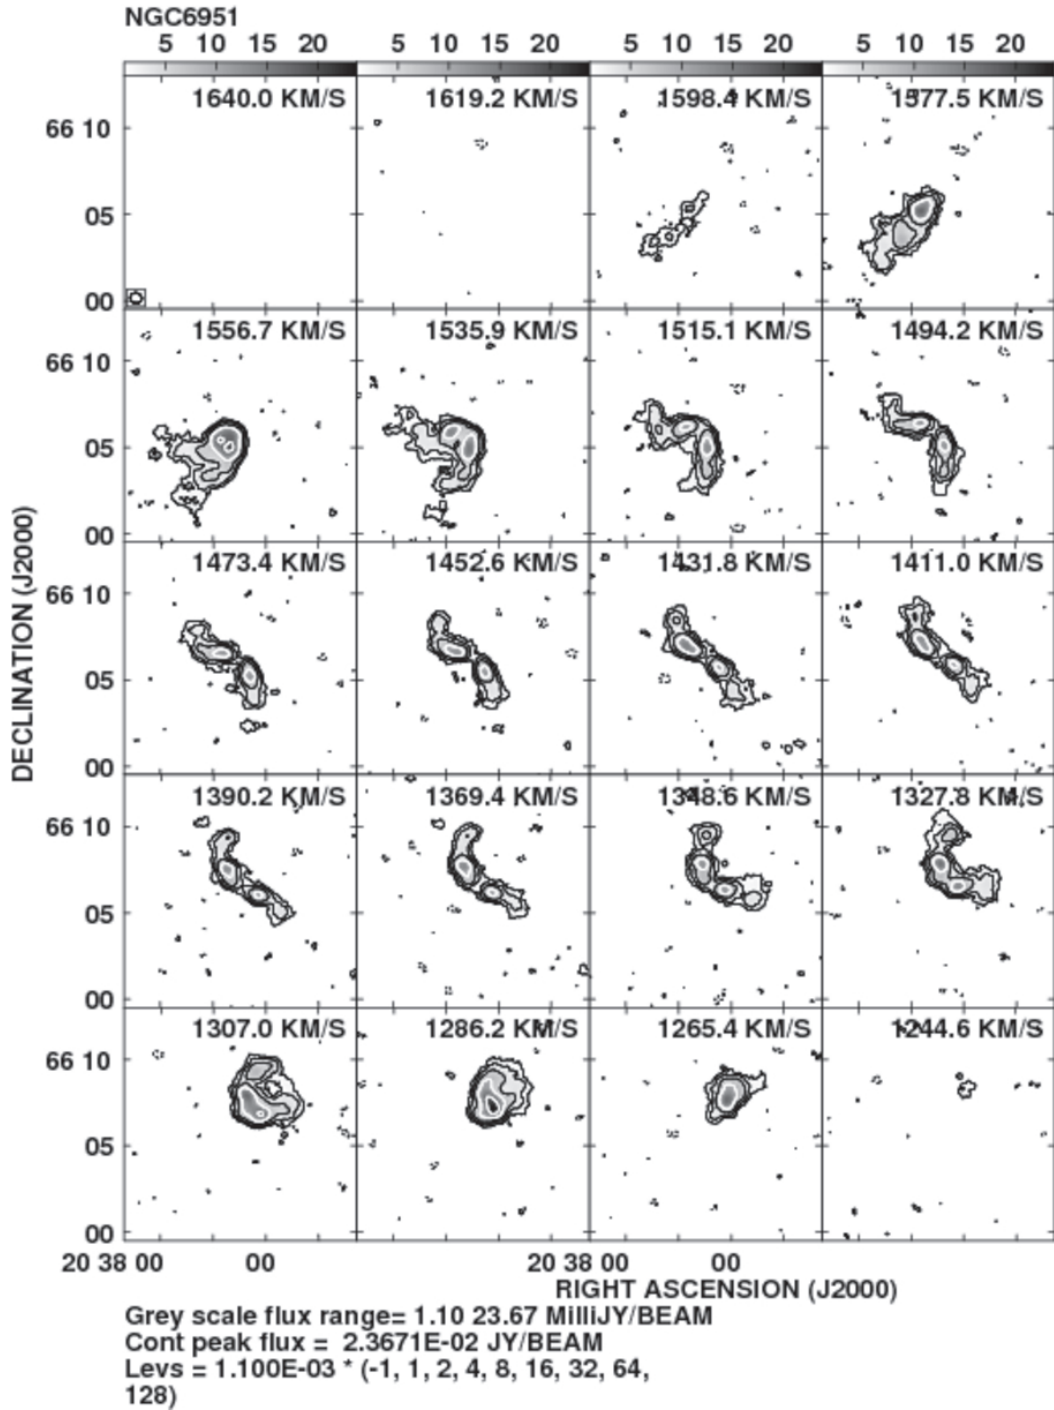 NGC6951
5 10 15 20 5 10 15 20 5 10 15 20 5 10 15 20
1640.0 KM/S 1619.2 KM/S 1598.4 KM/S 1577.5 KM/S
66 10
05
00
1556.7 KM/S 1535.9 KM/S 1515.1 KM/S 1494.2 KM/S
66 10
05
00
1473.4 KM/S 1452.6 KM/S 1431.8 KM/S 1411.0 KM/S
66 10
05
00
1390.2 KM/S 1369.4 KM/S 1348.6 KM/S 1327.8 KM/S
66 10
05
00
1307.0 KM/S 1286.2 KM/S 1265.4 KM/S 1244.6 KM/S
66 10
05
00
DECLINATION (J2000)
20 38 00 00 20 38 00 00
RIGHT ASCENSION (J2000)
Grey scale flux range= 1.10 23.67 MilliJY/BEAM
Cont peak flux = 2.3671E-02 JY/BEAM
Levs = 1.100E-03 * (-1, 1, 2, 4, 8, 16, 32, 64,
128)